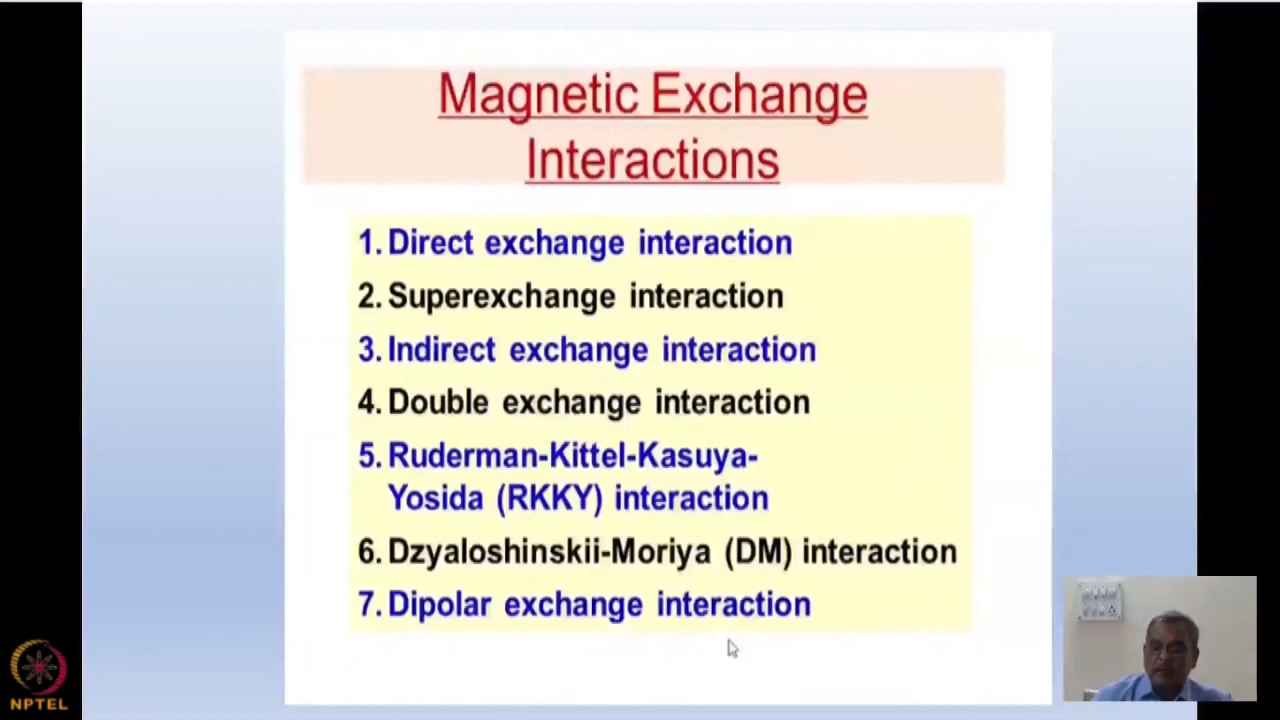 Magnetic Exchange
Interactions
1. Direct exchange interaction
2. Superexchange interaction
3. Indirect exchange interaction
4. Double exchange interaction
5. Ruderman-Kittel-Kasuya-
Yosida (RKKY) interaction
6. Dzyaloshinskii-Moriya (DM) interaction
7. Dipolar exchange interaction
NPTEL